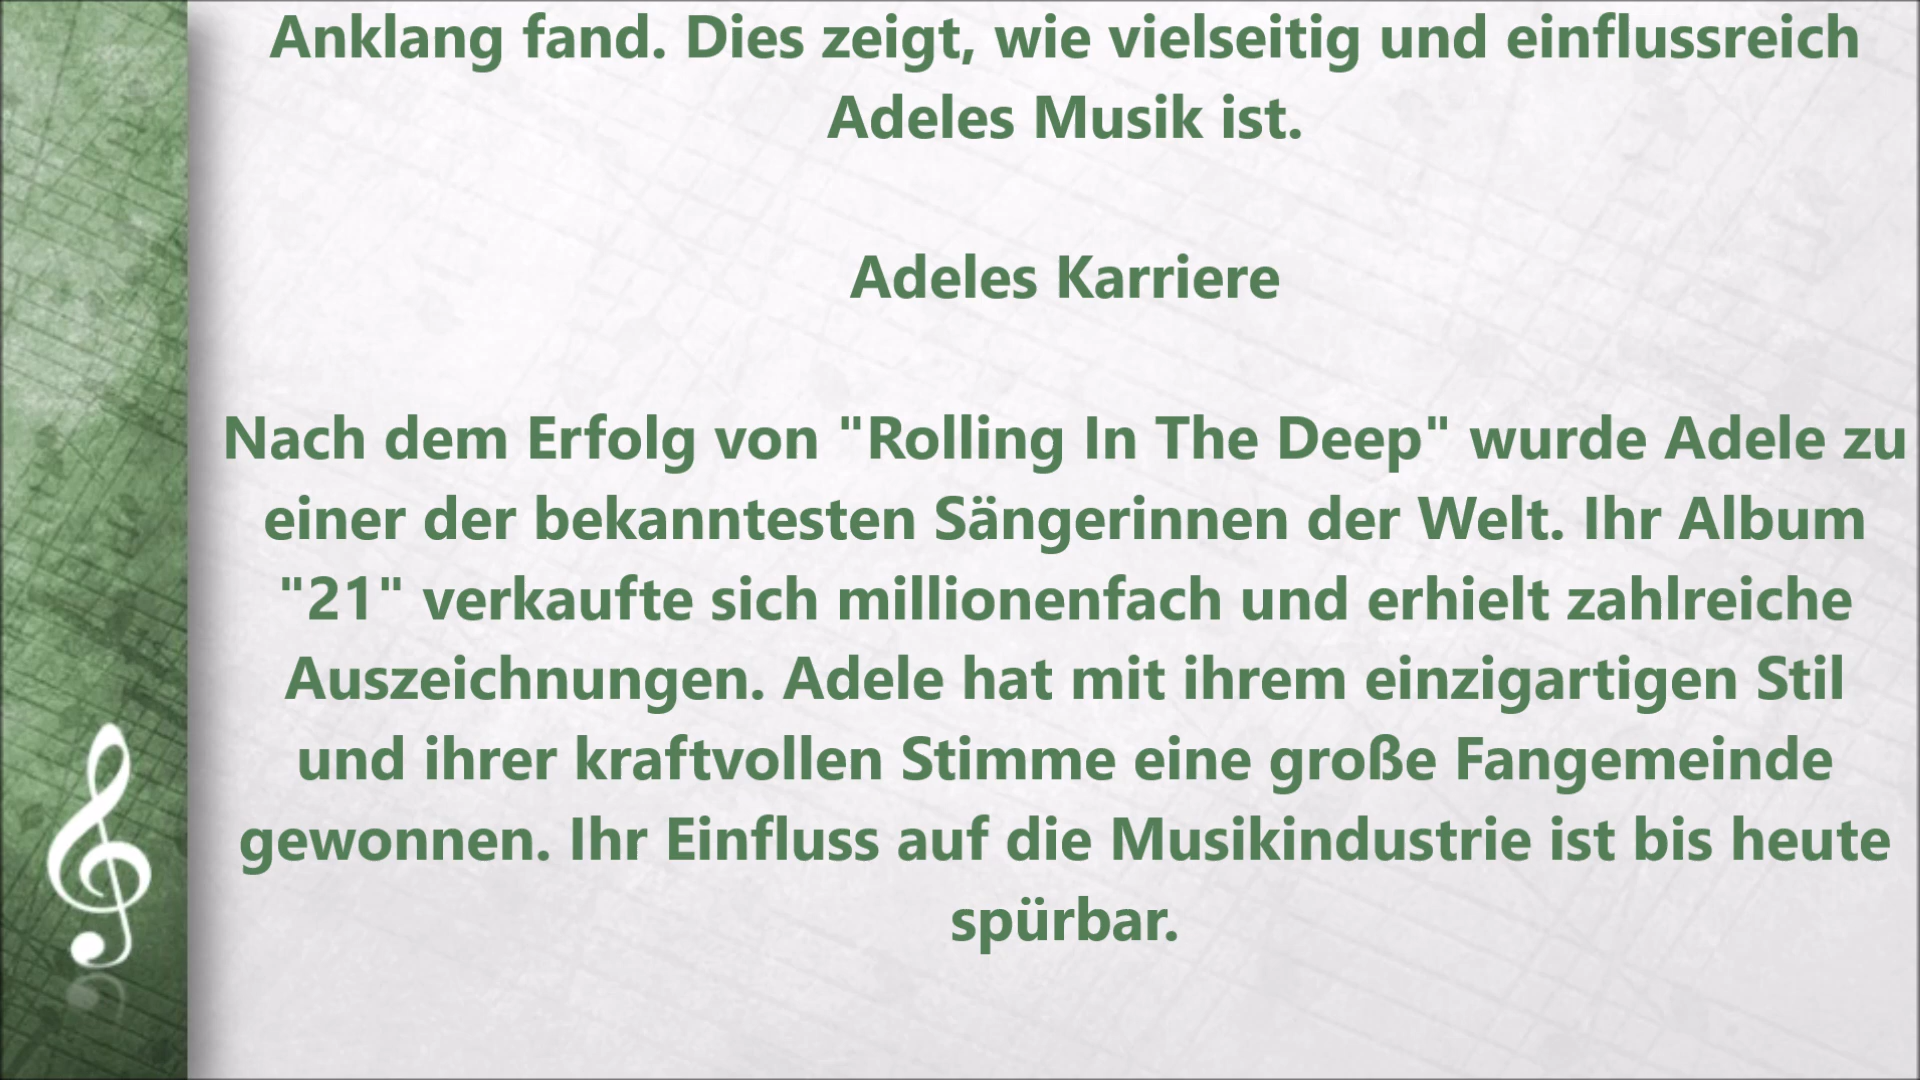 Anklang fand. Dies zeigt, wie vielseitig und einflussreich
Adeles Musik ist.
Adeles Karriere
Nach dem Erfolg von "Rolling In The Deep" wurde Adele zu
einer der bekanntesten Sängerinnen der Welt. Ihr Album
"21" verkaufte sich millionenfach und erhielt zahlreiche
Auszeichnungen. Adele hat mit ihrem einzigartigen Stil
und ihrer kraftvollen Stimme eine große Fangemeinde
gewonnen. Ihr Einfluss auf die Musikindustrie ist bis heute
spürbar.